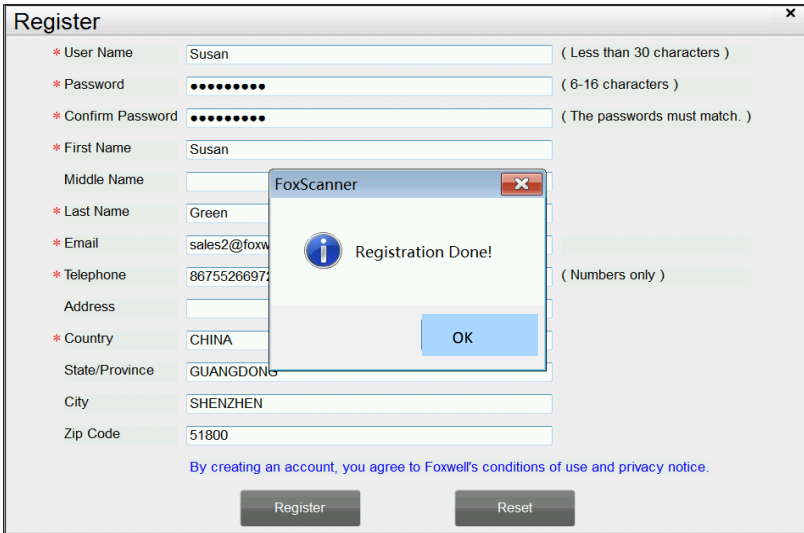 Register
* User Name Susan ( Less than 30 characters )
* Password ●●●●●●●●● ( 6-16 characters )
* Confirm Password ●●●●●●●●● ( The passwords must match. )
* First Name Susan
Middle Name
FoxScanner
* Last Name Green
* Email sales2@foxw
Registration Done!
* Telephone 8675526697 ( Numbers only )
Address
* Country CHINA
OK
State/Province GUANGDONG
City SHENZHEN
Zip Code 51800
By creating an account, you agree to Foxwell's conditions of use and privacy notice.
Register Reset